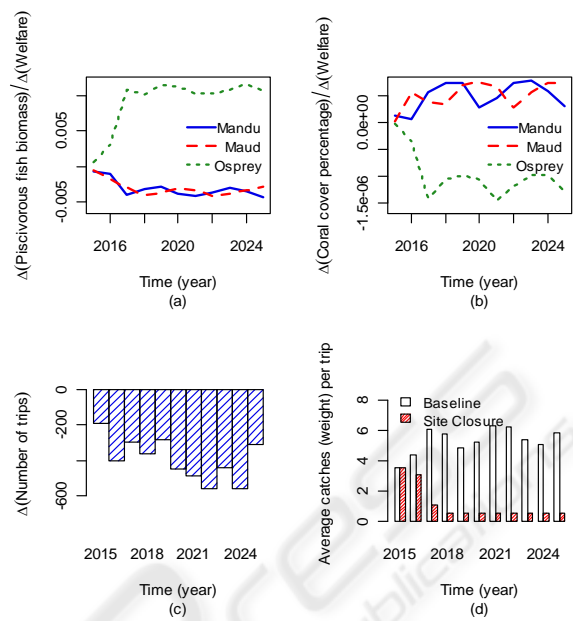 Δ(Piscivorous fish biomass)/Δ(Welfare)
0.005
-0.005
Mandu
Maud
Osprey
2016 2020 2024
Time (year)
(a)
Δ(Coral cover percentage)/Δ(Welfare)
0.0e+00
-1.5e-06
Mandu
Maud
Osprey
2016 2020 2024
Time (year)
(b)
Δ(Number of trips)
0
-200
-600
2015 2018 2021 2024
Time (year)
(c)
Average catches (weight) per trip
8
6
4
2
0
Baseline
Site Closure
2015 2018 2021 2024
Time (year)
(d)